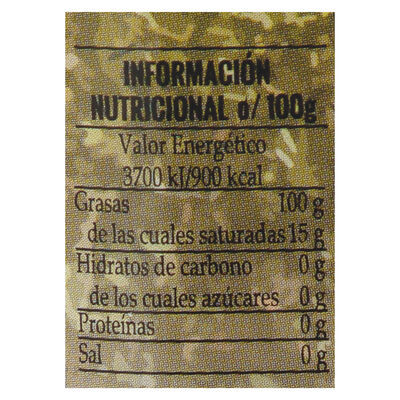 INFORMACIÓN
NUTRICIONAL o/ 100g
Valor Energético
3700 kJ/900 kcal
Grasas 100 g
de las cuales saturadas 15 g
Hidratos de carbono 0 g
de los cuales azúcares 0 g
Proteínas 0 g
Sal 0 g